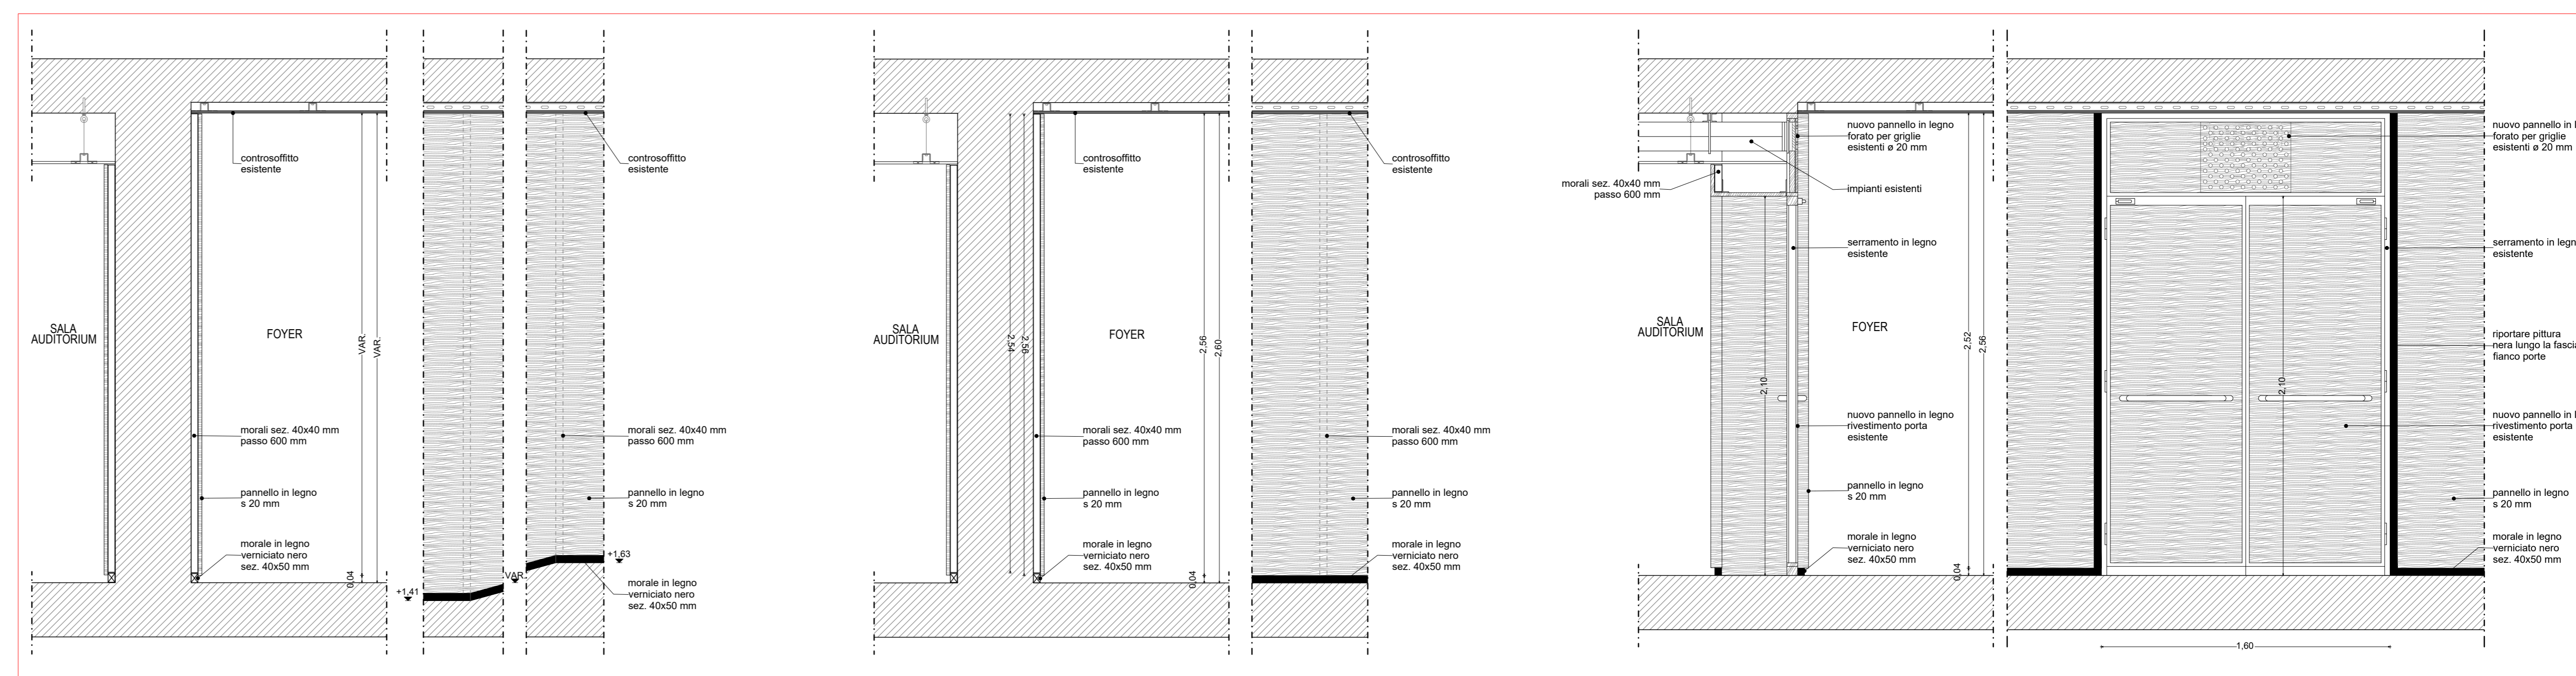 controsoffitto
esistente
SALA
AUDITORIUM
FOYER
VAR.
VAR.
morali sez. 40x40 mm
passo 600 mm
pannello in legno
s 20 mm
morale in legno
verniciato nero
sez. 40x50 mm
0,04
+1,41
VAR.
controsoffitto
esistente
morali sez. 40x40 mm
passo 600 mm
pannello in legno
s 20 mm
+1,63
morale in legno
verniciato nero
sez. 40x50 mm
controsoffitto
esistente
SALA
AUDITORIUM
2,54
2,56
FOYER
2,56
2,60
morali sez. 40x40 mm
passo 600 mm
pannello in legno
s 20 mm
morale in legno
verniciato nero
sez. 40x50 mm
0,04
controsoffitto
esistente
morali sez. 40x40 mm
passo 600 mm
pannello in legno
s 20 mm
morale in legno
verniciato nero
sez. 40x50 mm
morali sez. 40x40 mm
passo 600 mm
SALA
AUDITORIUM
2,10
nuovo pannello in legno
forato per griglie
esistenti ø 20 mm
impianti esistenti
serramento in legno
esistente
FOYER
2,52
2,56
nuovo pannello in legno
rivestimento porta
esistente
pannello in legno
s 20 mm
morale in legno
verniciato nero
sez. 40x50 mm
0,04
2,10
1,60
nuovo pannello in
forato per griglie
esistenti ø 20 mm
serramento in
esistente
riportare pittura
nera lungo la
fianco porte
nuovo pannello in
rivestimento porta
esistente
pannello in legno
s 20 mm
morale in legno
verniciato nero
sez. 40x50 mm